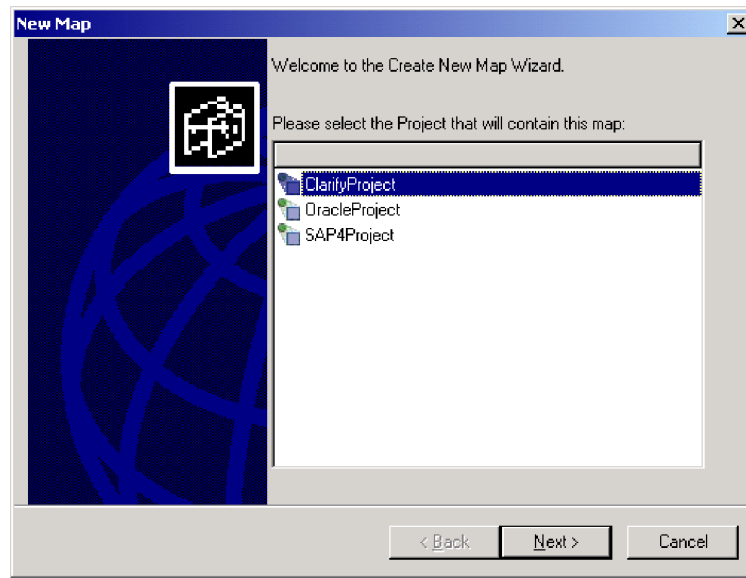 New Map
Welcome to the Create New Map Wizard.
Please select the Project that will contain this map:
ClarifyProject
OracleProject
SAP4Project
< Back
Next >
Cancel